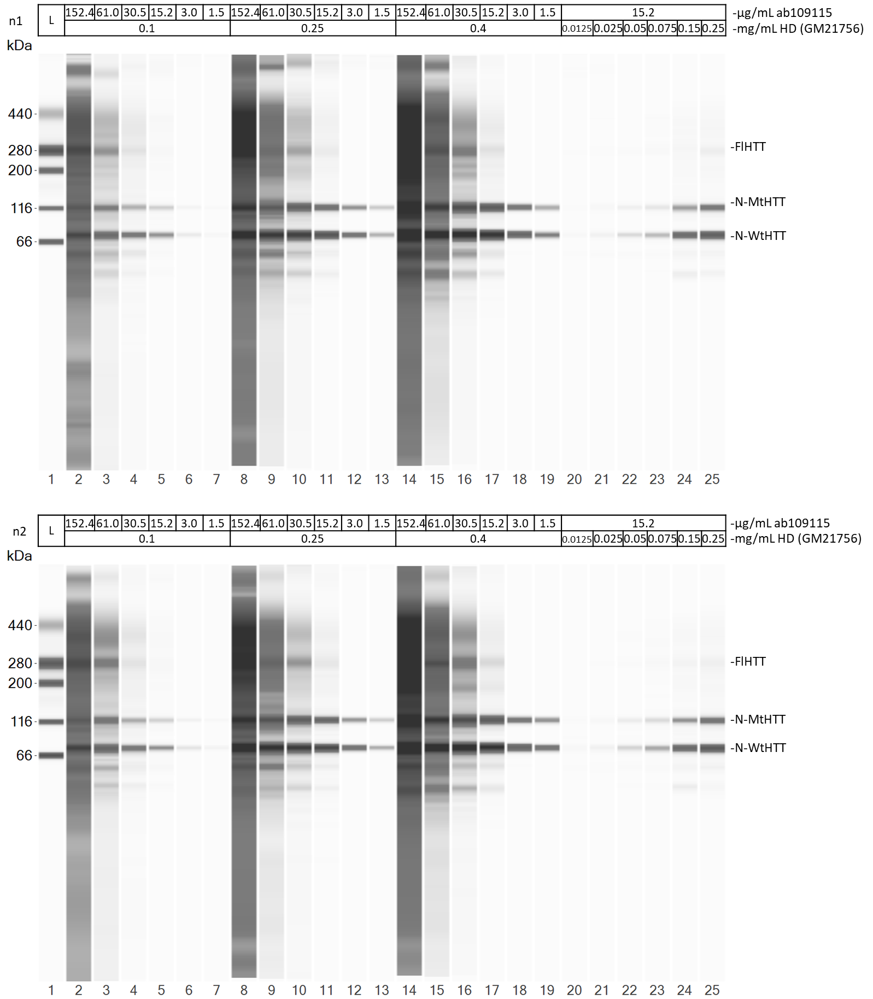 n1 L 152.4 61.0 30.5 15.2 3.0 1.5 152.4 61.0 30.5 15.2 3.0 1.5 152.4 61.0 30.5 15.2 3.0 1.5 15.2 -µg/mL ab109115
0.1 0.25 0.4 0.0125 0.025 0.05 0.075 0.15 0.25 -mg/mL HD (GM21756)
kDa
440
280 -FlHTT
200
116 -N-MtHTT
66 -N-WtHTT
1 2 3 4 5 6 7 8 9 10 11 12 13 14 15 16 17 18 19 20 21 22 23 24 25
n2 L 152.4 61.0 30.5 15.2 3.0 1.5 152.4 61.0 30.5 15.2 3.0 1.5 152.4 61.0 30.5 15.2 3.0 1.5 15.2 -µg/mL ab109115
0.1 0.25 0.4 0.0125 0.025 0.05 0.075 0.15 0.25 -mg/mL HD (GM21756)
kDa
440
280 -FlHTT
200
116 -N-MtHTT
66 -N-WtHTT
1 2 3 4 5 6 7 8 9 10 11 12 13 14 15 16 17 18 19 20 21 22 23 24 25